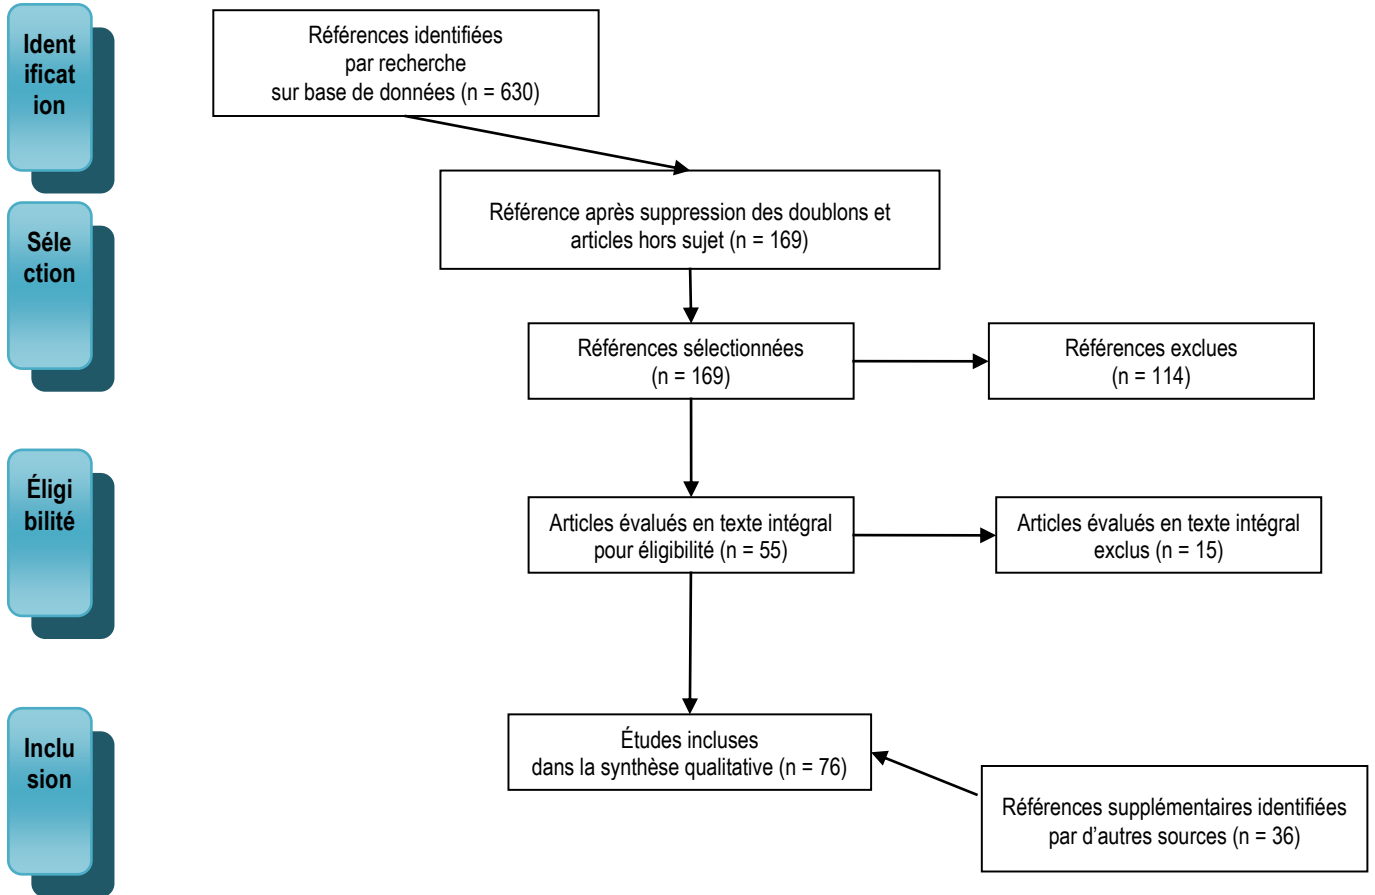 Ident
ificat
ion
Références identifiées
par recherche
sur base de données (n = 630)
Séle
ction
Référence après suppression des doublons et
articles hors sujet (n = 169)
Références sélectionnées
(n = 169)
Références exclues
(n = 114)
Éligi
bilité
Articles évalués en texte intégral
pour éligibilité (n = 55)
Articles évalués en texte intégral
exclus (n = 15)
Inclu
sion
Études incluses
dans la synthèse qualitative (n = 76)
Références supplémentaires identifiées
par d’autres sources (n = 36)